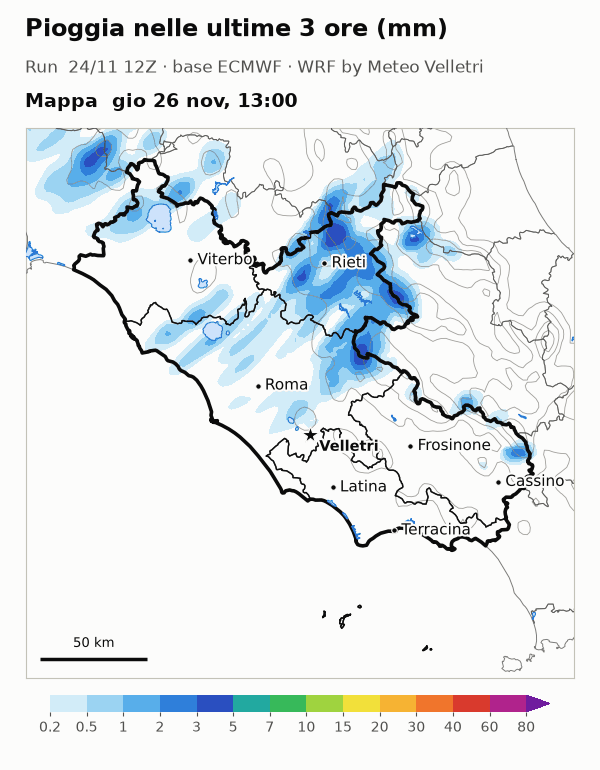 Pioggia nelle ultime 3 ore (mm)
Run  24/11 12Z · base ECMWF · WRF by Meteo Velletri
Mappa  gio 26 nov, 13:00
Viterbo
Rieti
Roma
Velletri
Frosinone
Latina
Cassino
Terracina
50 km
0.2 0.5 1 2 3 5 7 10 15 20 30 40 60 80